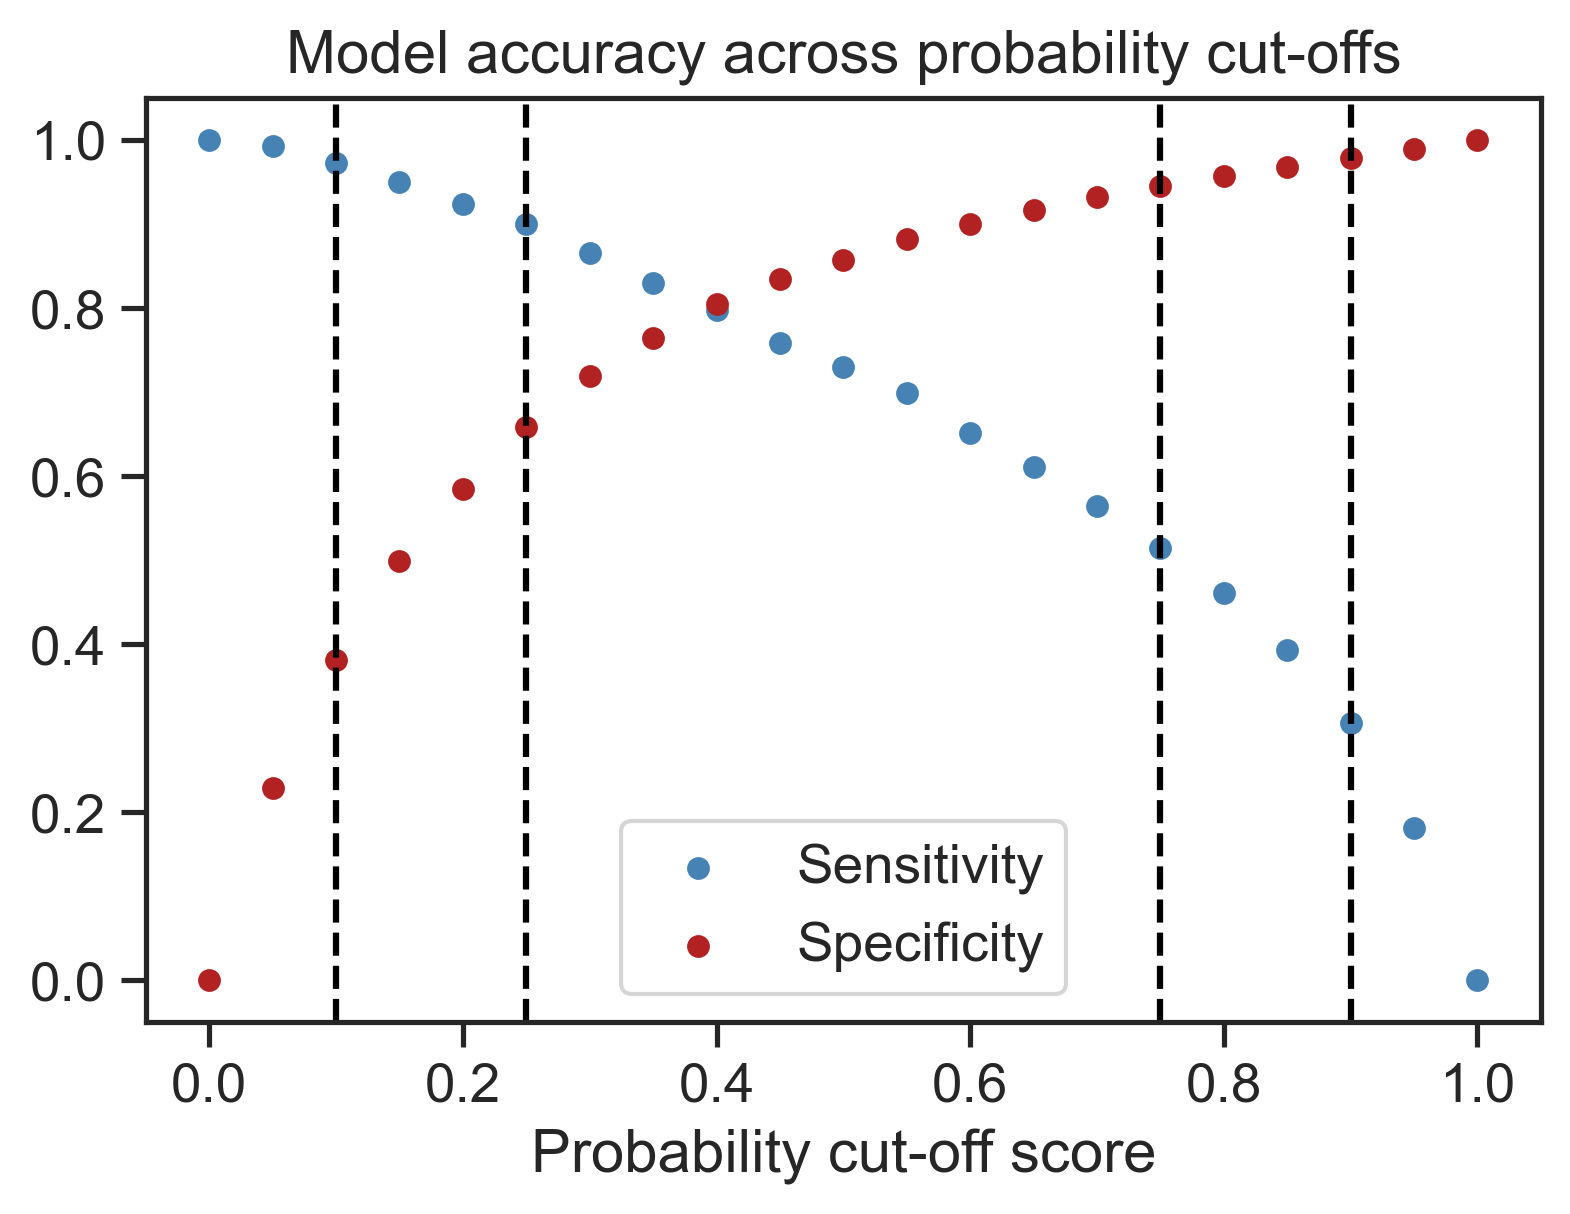 Model accuracy across probability cut-offs
1.0
0.8
0.6
0.4
0.2
0.0
Sensitivity
Specificity
0.0 0.2 0.4 0.6 0.8 1.0
Probability cut-off score